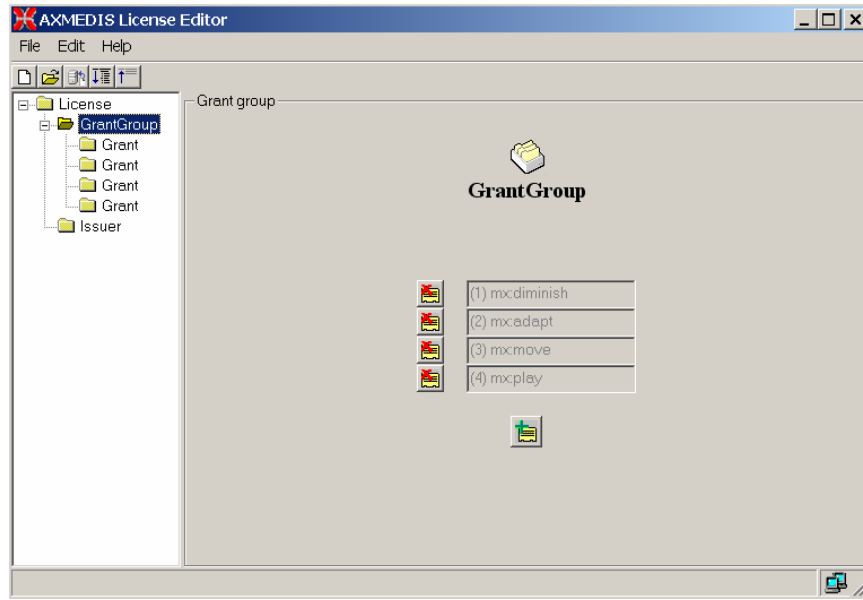 AXMEDIS License Editor
File Edit Help
License
GrantGroup
Grant
Grant
Grant
Grant
Issuer
Grant group
GrantGroup
(1) mx:diminish
(2) mx:adapt
(3) mx:move
(4) mx:play